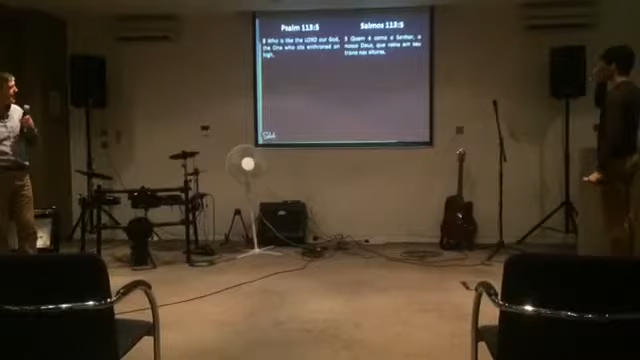 Psalm 113:5
5 Who is like the LORD our God,
the One who sits enthroned on
high,
Salmos 113:5
5 Quem é como o Senhor, o
nosso Deus, que reina em seu
trono nas alturas,